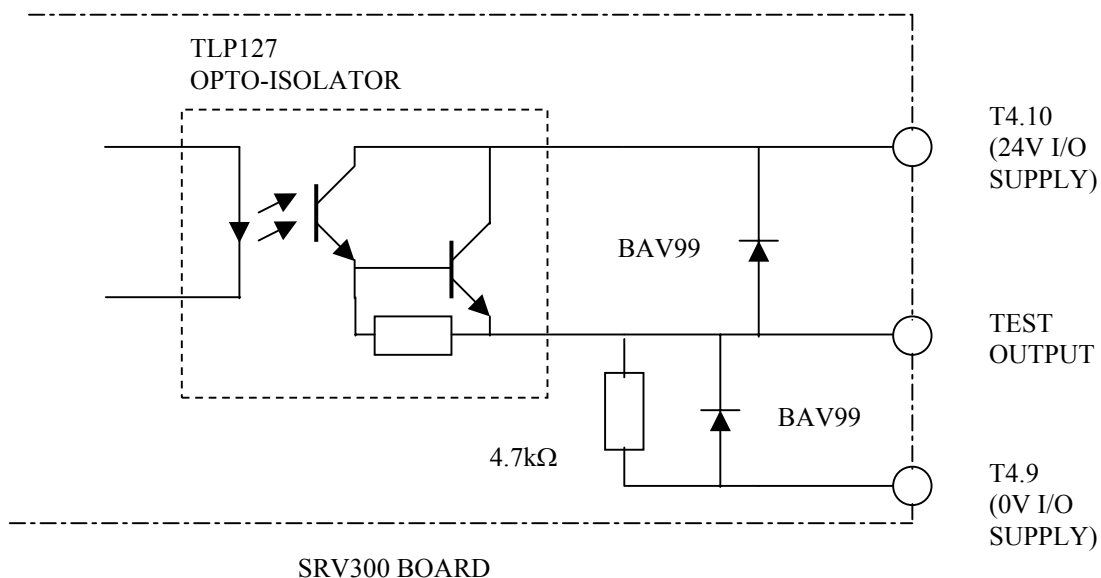 TLP127
OPTO-ISOLATOR
T4.10
(24V I/O
SUPPLY)
BAV99
TEST
OUTPUT
BAV99
4.7kΩ
T4.9
(0V I/O
SUPPLY)
SRV300 BOARD